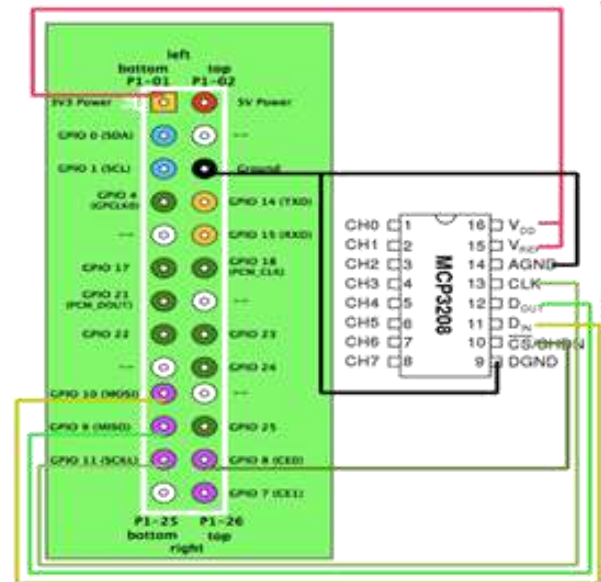 left
bottom top
P1-01 P1-02
3V3 Power 5V Power
GPIO 0 (SDA) --
GPIO 1 (SCL) Ground
GPIO 4 (GPCLK0) GPIO 14 (TXD)
-- GPIO 15 (RXD)
GPIO 17 GPIO 18 (PCM_CLK)
GPIO 21 (PCM_DOUT) --
GPIO 22 GPIO 23
-- GPIO 24
GPIO 10 (MOSI) --
GPIO 9 (MISO) GPIO 25
GPIO 11 (SCKL) GPIO 8 (CE0)
GPIO 7 (CE1)
P1-25 P1-26
bottom top
right
MCP3208
CH0 1 16 VDD
CH1 2 15 VREF
CH2 3 14 AGND
CH3 4 13 CLK
CH4 5 12 DOUT
CH5 6 11 DIN
CH6 7 10 CS/SHDN
CH7 8 9 DGND